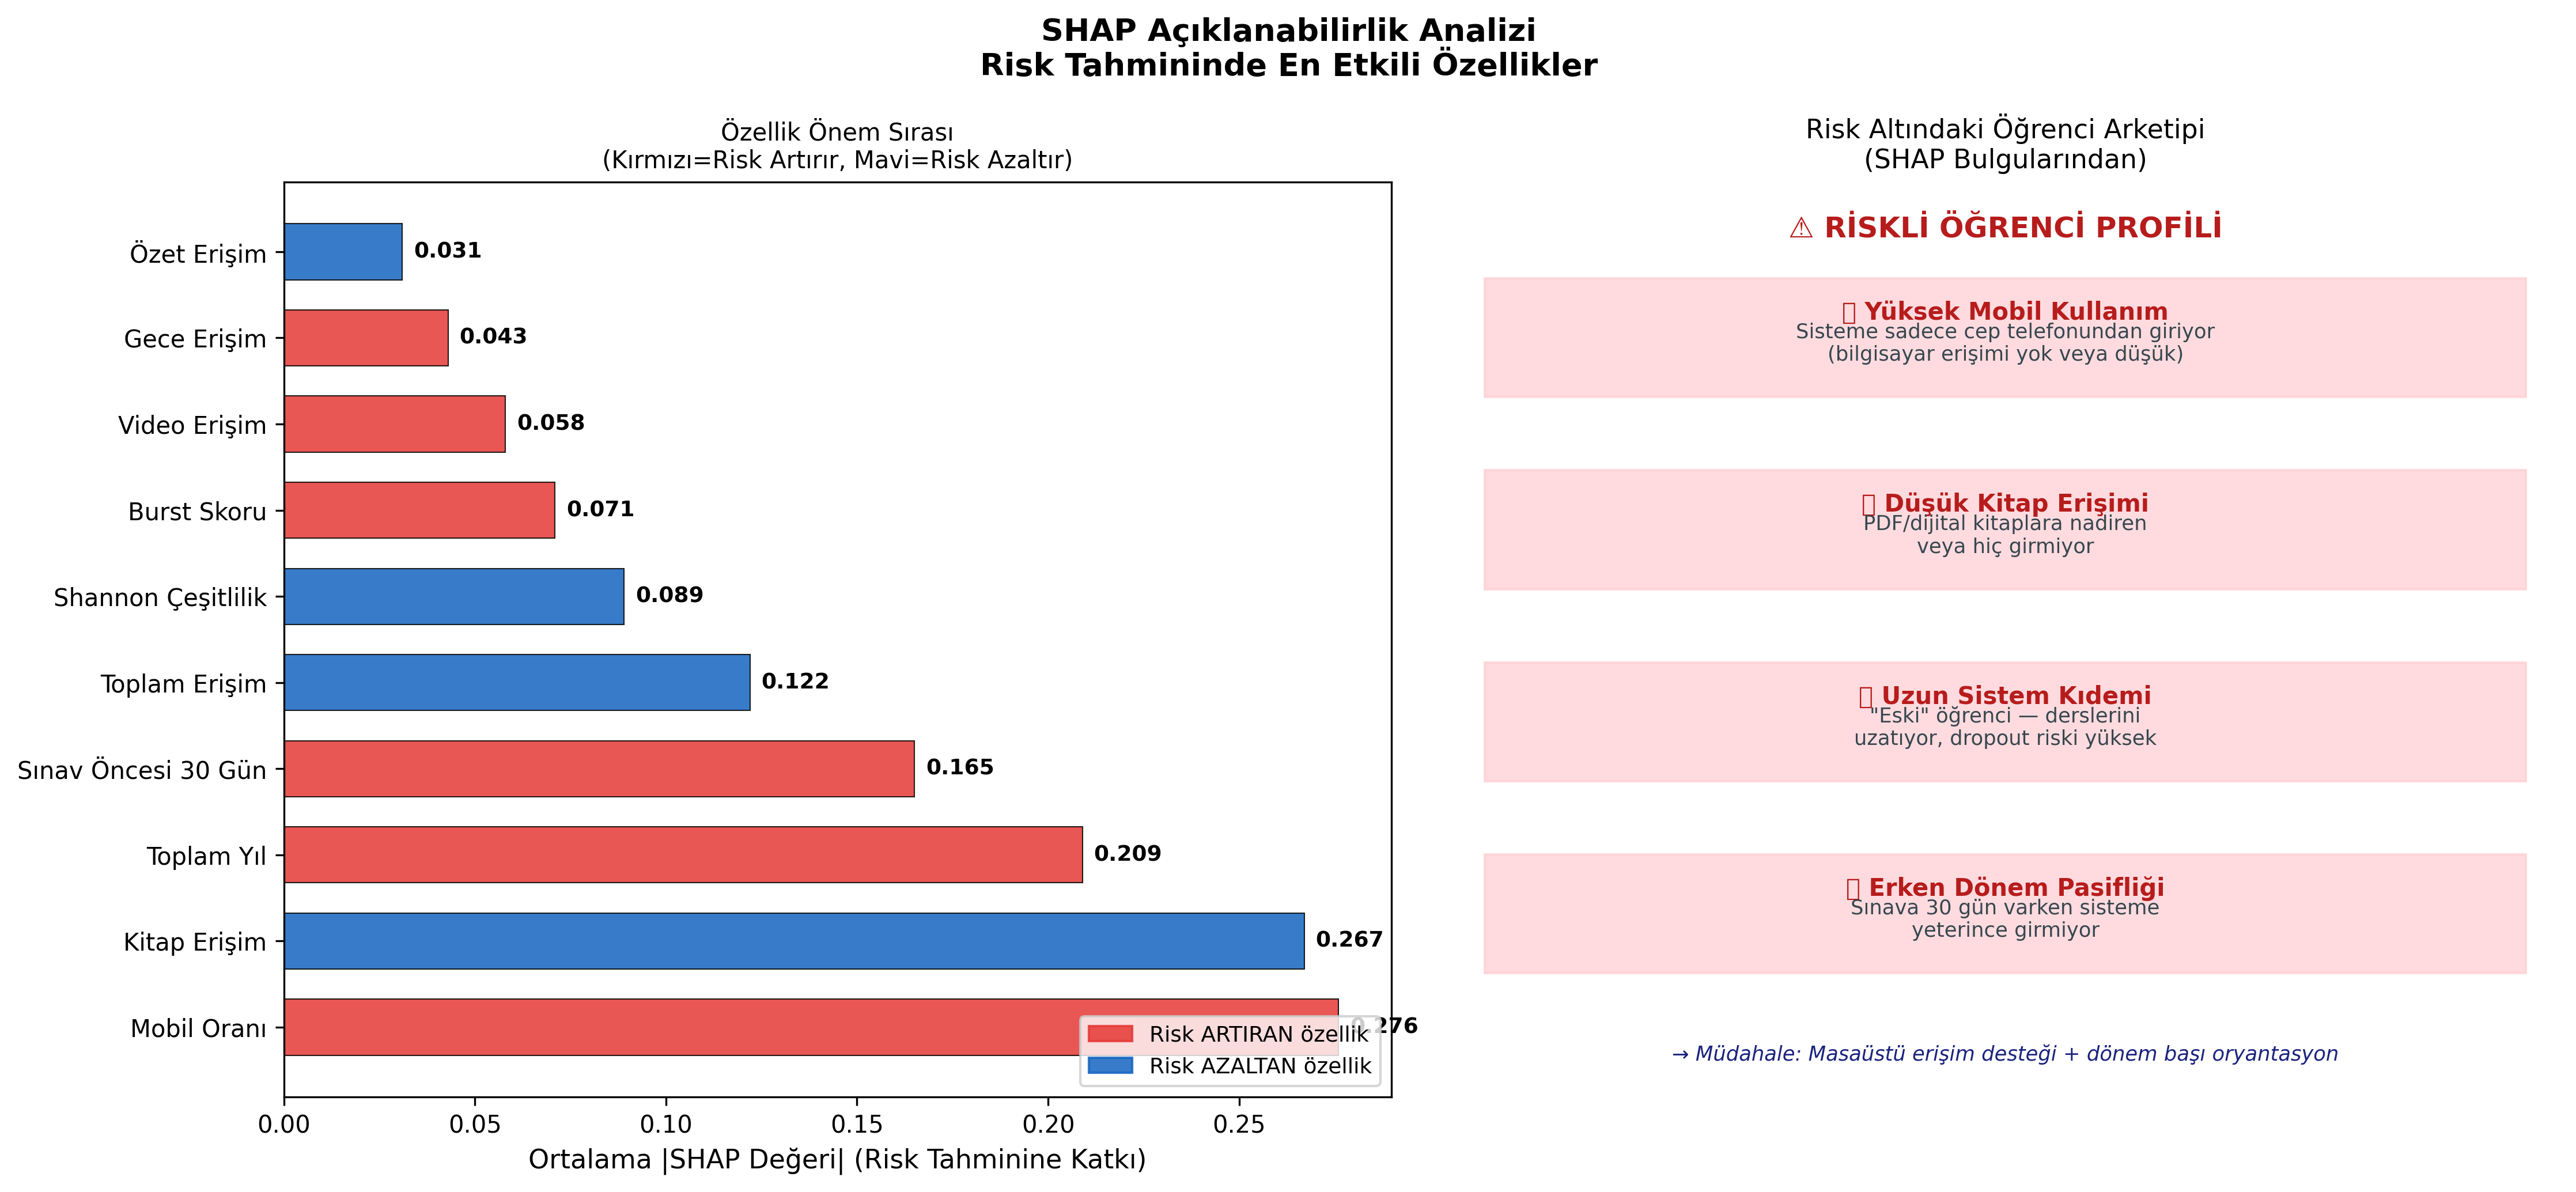 SHAP Açıklanabilirlik Analizi
Risk Tahmininde En Etkili Özellikler
Özellik Önem Sırası
(Kırmızı=Risk Artırır, Mavi=Risk Azaltır)
Özet Erişim 0.031
Gece Erişim 0.043
Video Erişim 0.058
Burst Skoru 0.071
Shannon Çeşitlilik 0.089
Toplam Erişim 0.122
Sınav Öncesi 30 Gün 0.165
Toplam Yıl 0.209
Kitap Erişim 0.267
Mobil Oranı 0.276
Risk ARTIRAN özellik
Risk AZALTAN özellik
0.00 0.05 0.10 0.15 0.20 0.25
Ortalama |SHAP Değeri| (Risk Tahminine Katkı)
Risk Altındaki Öğrenci Arketipi
(SHAP Bulgularından)
⚠ RİSKLİ ÖĞRENCİ PROFİLİ
Yüksek Mobil Kullanım
Sisteme sadece cep telefonundan giriyor
(bilgisayar erişimi yok veya düşük)
Düşük Kitap Erişimi
PDF/dijital kitaplara nadiren
veya hiç girmiyor
Uzun Sistem Kıdemi
"Eski" öğrenci — derslerini
uzatıyor, dropout riski yüksek
Erken Dönem Pasifliği
Sınava 30 gün varken sisteme
yeterince girmiyor
→ Müdahale: Masaüstü erişim desteği + dönem başı oryantasyon